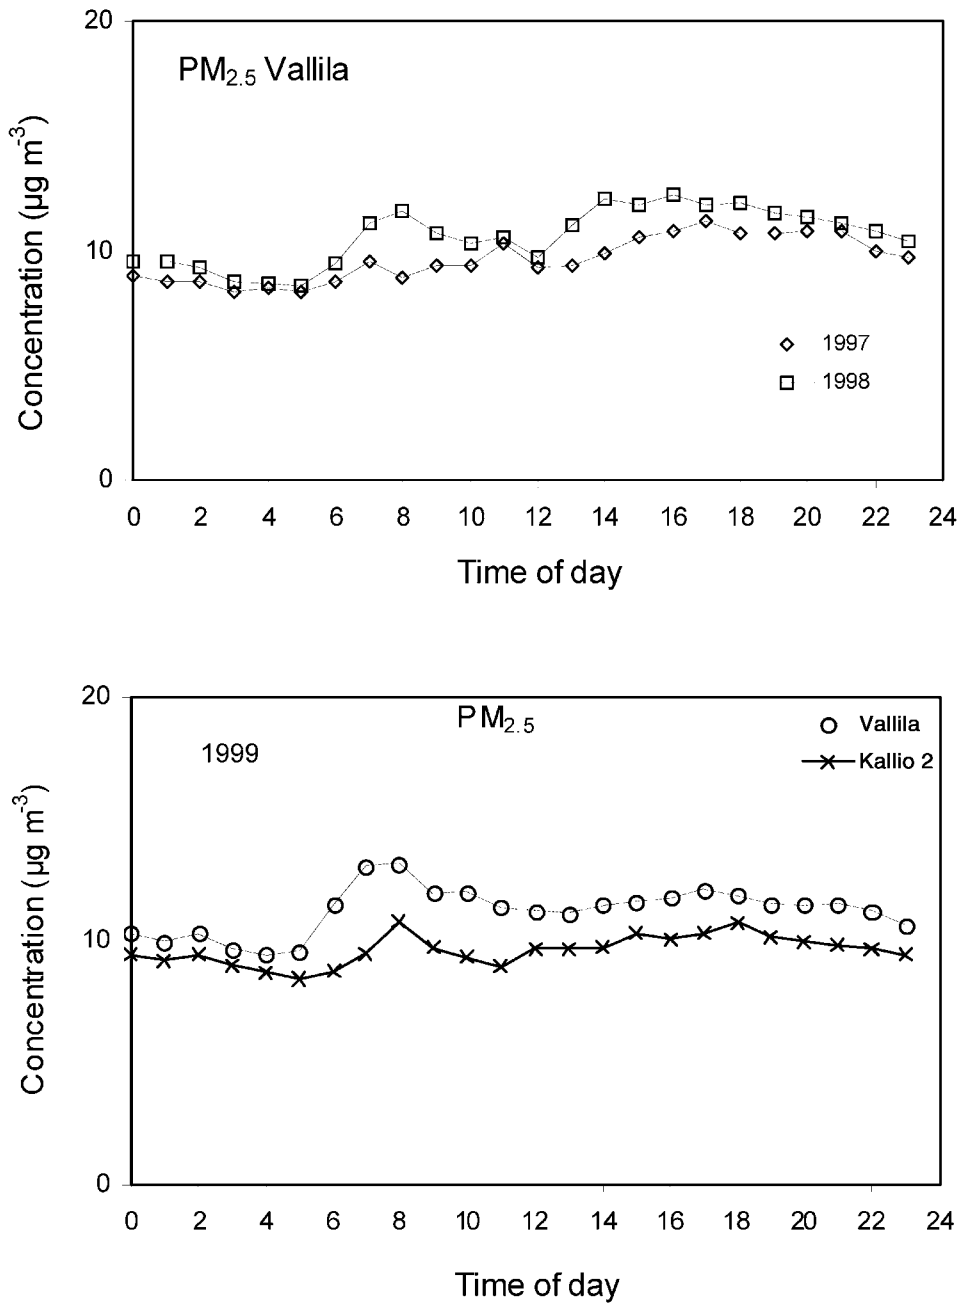 20
PM2.5 Vallila
Concentration (µg m-3)
10
1997
1998
0
0 2 4 6 8 10 12 14 16 18 20 22 24
Time of day
20
PM2.5
Vallila
1999
Kallio 2
Concentration (µg m-3)
10
0
0 2 4 6 8 10 12 14 16 18 20 22 24
Time of day